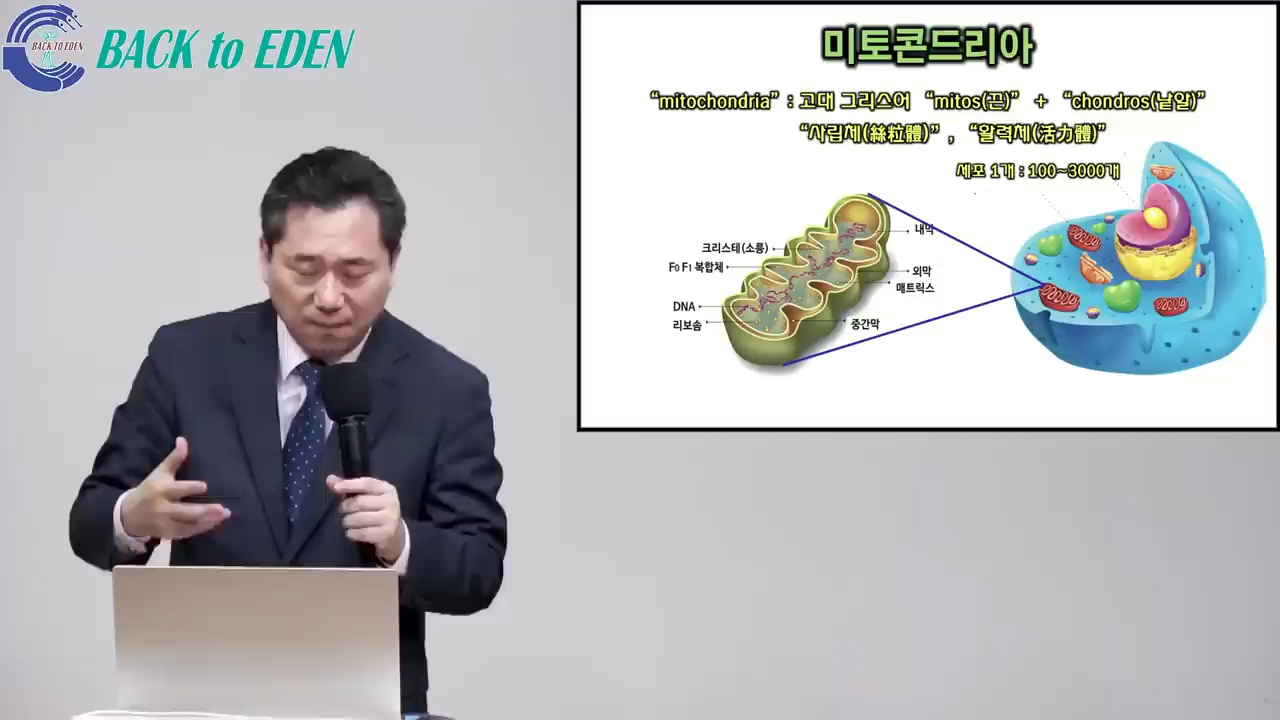 BACK TO EDEN
BACK to EDEN
미토콘드리아
“mitochondria” : 고대 그리스어 “mitos(끈)” + “chondros(낱알)”
“사립체(絲粒體)” , “활력체(活力體)”
세포 1개 : 100~3000개
내막
크리스테(소릉)
F0 F1 복합체
외막
매트릭스
DNA
리보솜
중간막